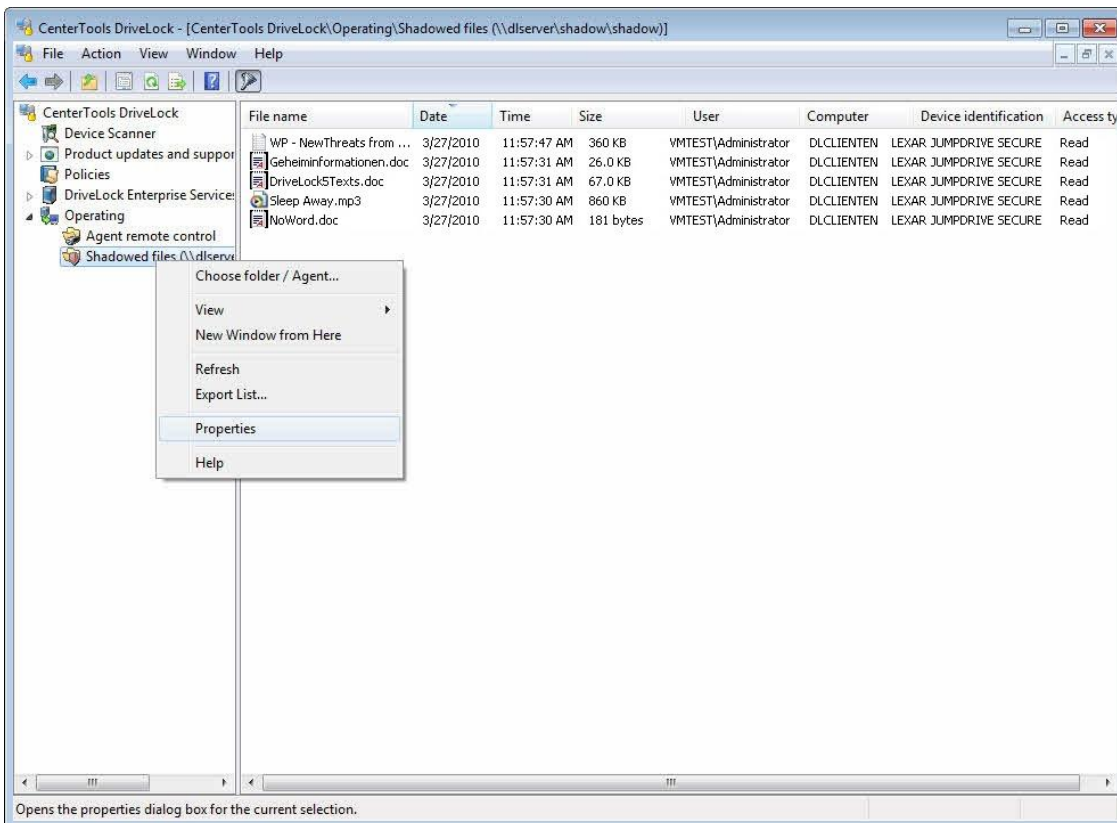 CenterTools DriveLock - [CenterTools DriveLock\Operating\Shadowed files (\\dlserver\shadow\shadow)]
File Action View Window Help
CenterTools DriveLock
Device Scanner
Product updates and suppor
Policies
DriveLock Enterprise Service
Operating
Agent remote control
Shadowed files (\\dlserve
File name Date Time Size User Computer Device identification Access ty
WP - NewThreats from ... 3/27/2010 11:57:47 AM 360 KB VMTEST\Administrator DLCLIENTEN LEXAR JUMPDRIVE SECURE Read
Geheiminformationen.doc 3/27/2010 11:57:31 AM 26.0 KB VMTEST\Administrator DLCLIENTEN LEXAR JUMPDRIVE SECURE Read
DriveLock5Texts.doc 3/27/2010 11:57:31 AM 67.0 KB VMTEST\Administrator DLCLIENTEN LEXAR JUMPDRIVE SECURE Read
Sleep Away.mp3 3/27/2010 11:57:30 AM 860 KB VMTEST\Administrator DLCLIENTEN LEXAR JUMPDRIVE SECURE Read
NoWord.doc 3/27/2010 11:57:30 AM 181 bytes VMTEST\Administrator DLCLIENTEN LEXAR JUMPDRIVE SECURE Read
Choose folder / Agent...
View
New Window from Here
Refresh
Export List...
Properties
Help
Opens the properties dialog box for the current selection.